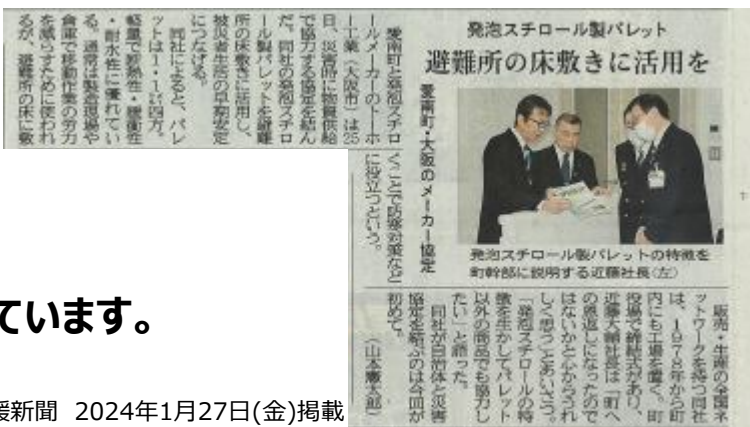 発泡スチロール製パレット
避難所の床敷きに活用を
愛南町・大阪のメーカー協定
愛南町と発泡スチロ
ールメーカーのトーホ
ー工業(大阪市)は25
日、災害時に物資供給
で協力する協定を結ん
だ。同社の発泡スチロ
ール製パレットを避難
所の床敷きに活用し、
被災者生活の早期安定
につなげる。
同社によると、パレ
ットは1・1㍍四方。
軽量で断熱性・緩衝性
・耐水性に優れてい
る。通常は製造現場や
倉庫で移動作業の労力
を減らすために使われ
るが、避難所の床に敷
くことで防寒対策など
に役立つという。
発泡スチロール製パレットの特徴を
町幹部に説明する近藤社長(左)
販売・生産の全国ネ
ットワークを持つ同社
は、1978年から町
内にも工場を置く。町
役場で締結式があり、
近藤大輔社長は「町へ
の恩返しになったので
はないかと心からうれ
しく思う」とあいさつ。
「発泡スチロールの特
徴を生かして、パレット
以外の商品でも協力し
たい」と語った。
同社が自治体と災害
協定を結ぶのは今回が
初めて。
ています。
媛新聞 2024年1月27日(金)掲載